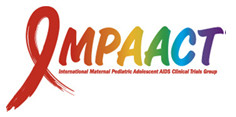 IMPAACT
International Maternal Pediatric Adolescent AIDS Clinical Trials Group